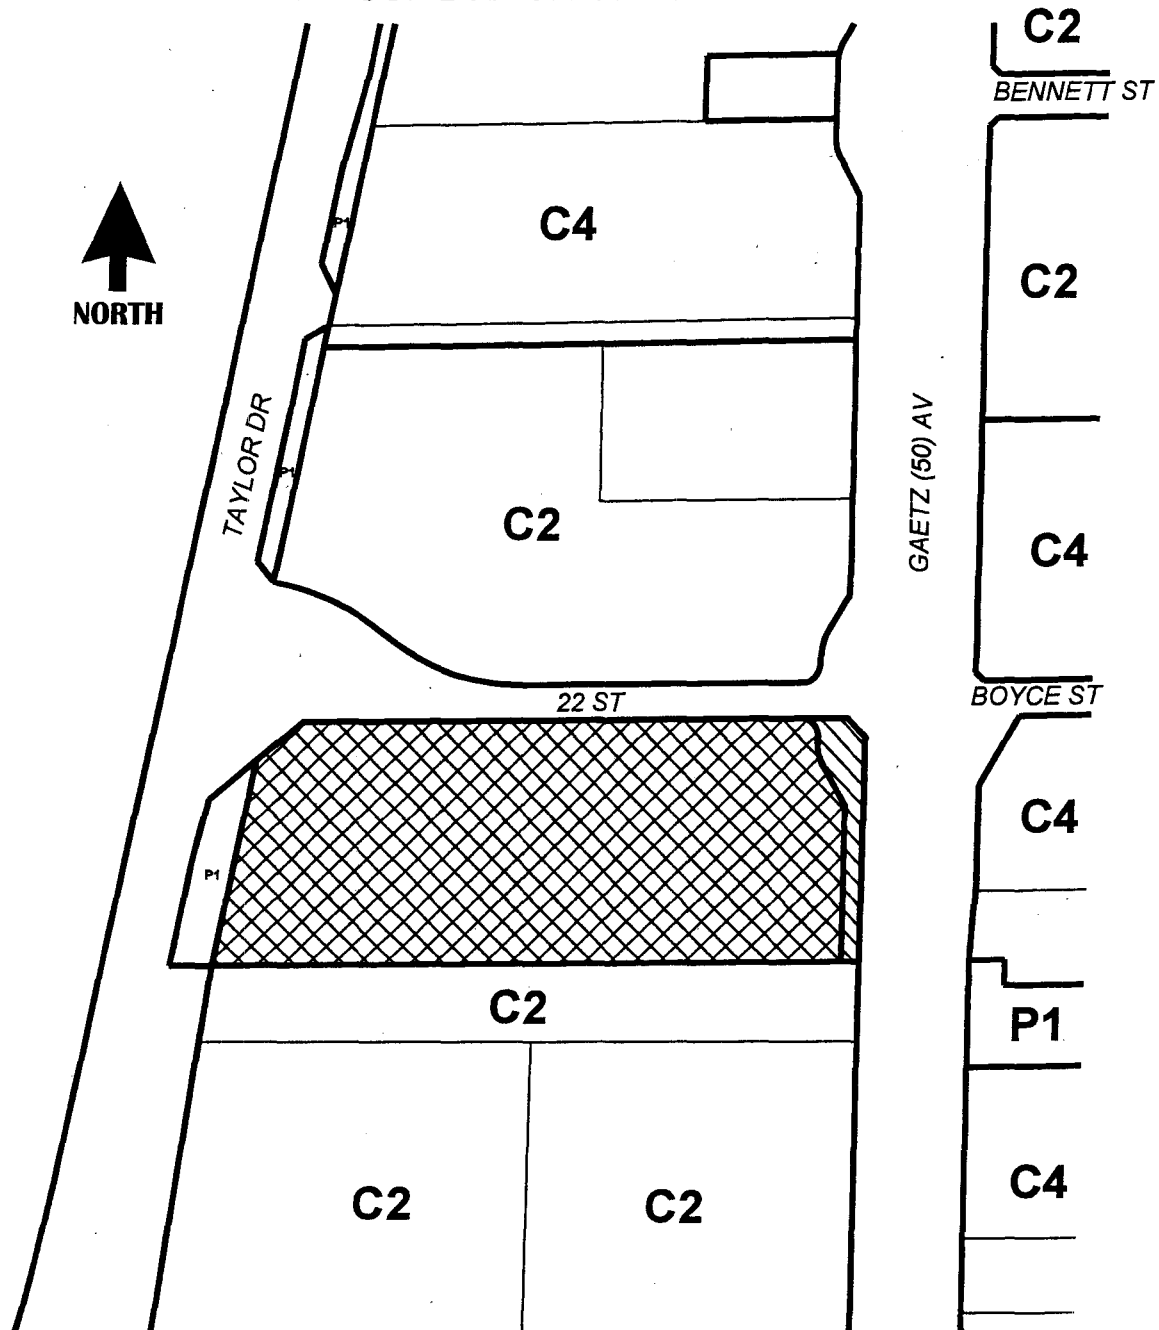 C2
BENNETT ST
P1
C4
C2
NORTH
TAYLOR DR
GAETZ (50) AV
P1
C2
C4
22 ST
BOYCE ST
C4
P1
C2
P1
C4
C2
C2